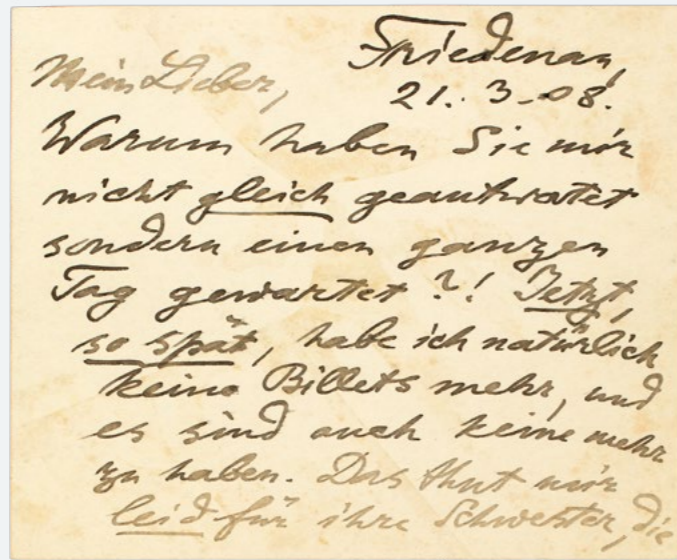 Friedenau,
Mein Lieber, 21. 3. 08.
Warum haben Sie mir
nicht gleich geantwortet
sondern einen ganzen
Tag gewartet ?! Jetzt,
so spät, habe ich natürlich
keine Billets mehr, und
es sind auch keine mehr
zu haben. Das thut mir
leid für ihre Schwester, die